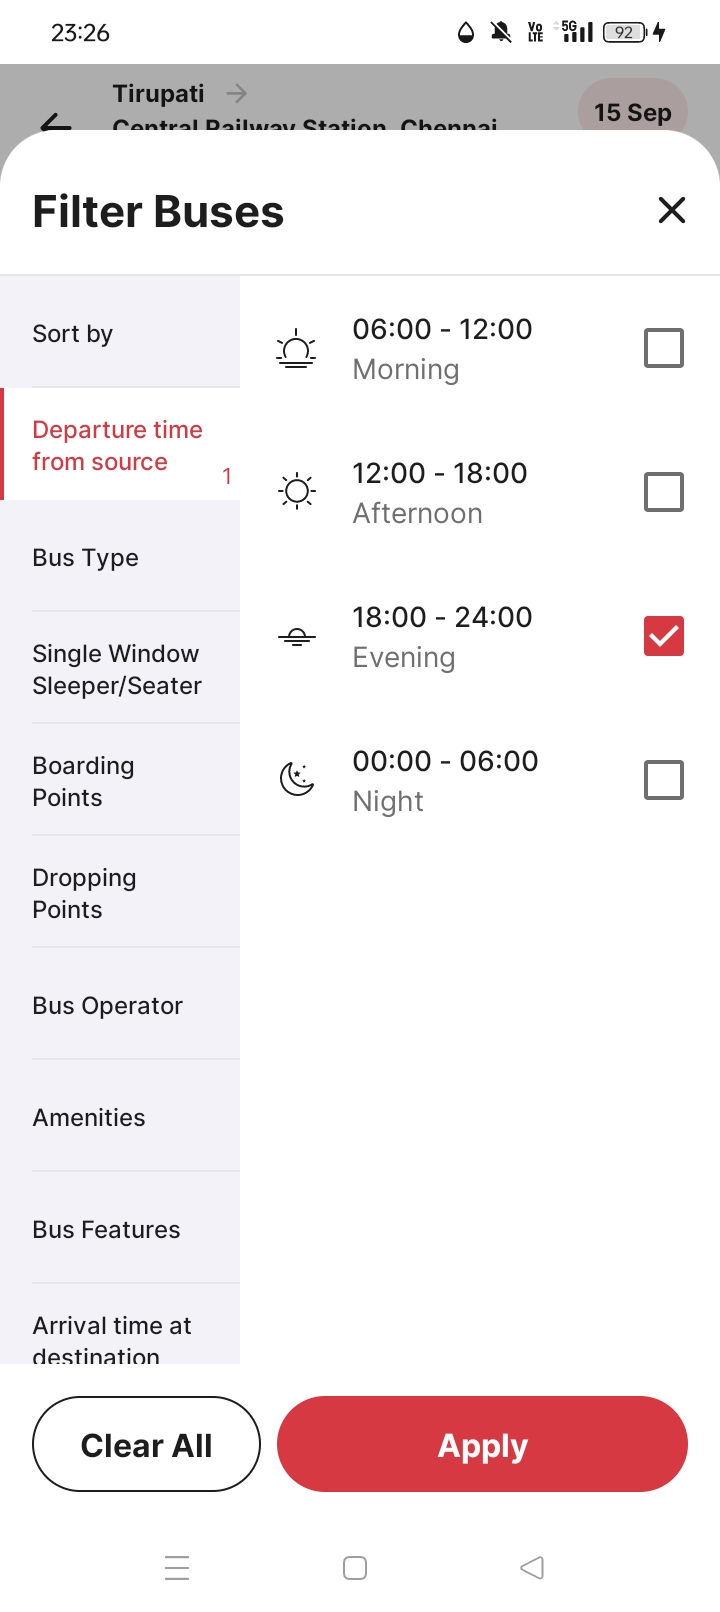 23:26
Vo LTE 5G 92
Tirupati
15 Sep
Central Railway Station, Chennai
Filter Buses
Sort by
Departure time
from source
1
Bus Type
Single Window
Sleeper/Seater
Boarding
Points
Dropping
Points
Bus Operator
Amenities
Bus Features
Arrival time at
destination
06:00 - 12:00
Morning
12:00 - 18:00
Afternoon
18:00 - 24:00
Evening
00:00 - 06:00
Night
Clear All
Apply